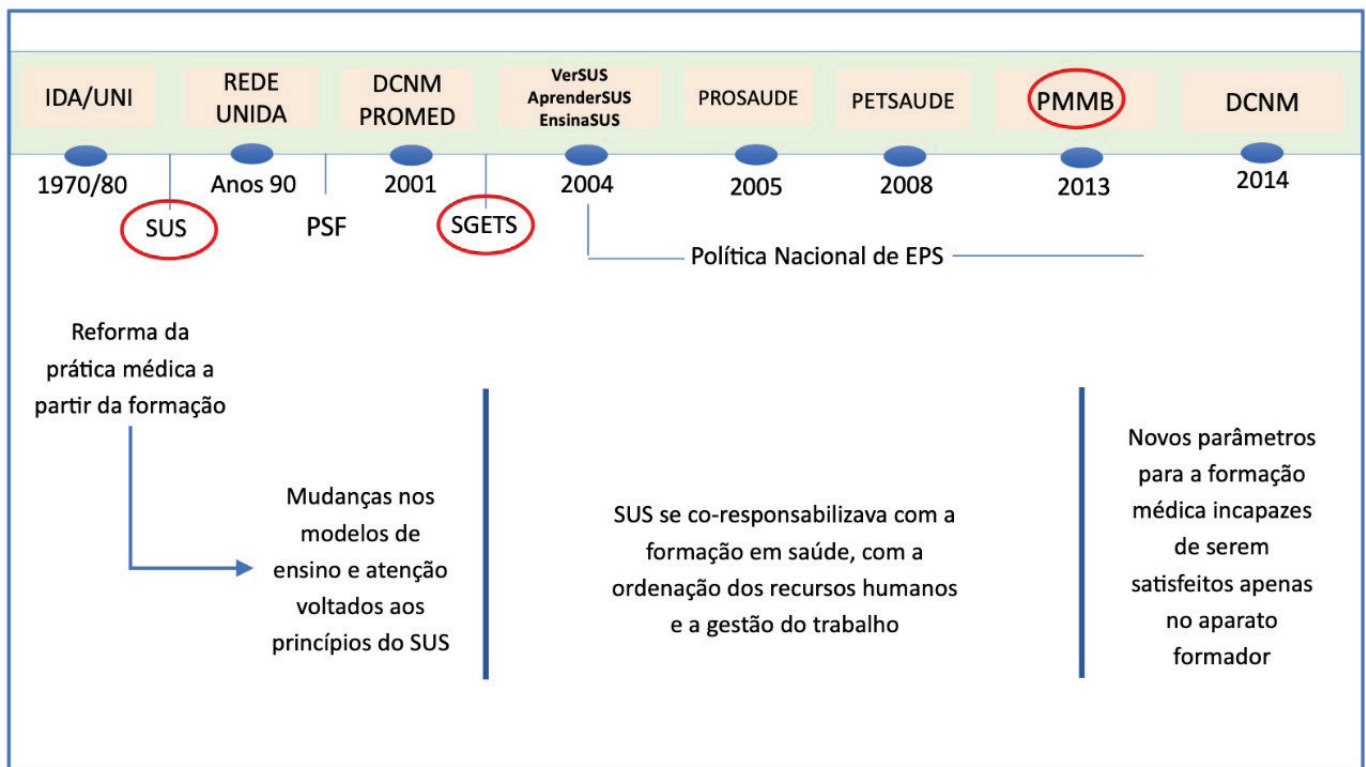 IDA/UNI
REDE
UNIDA
DCNM
PROMED
VerSUS
AprenderSUS
EnsinaSUS
PROSAUDE
PETSAUDE
PMMB
DCNM
1970/80
Anos 90
2001
2004
2005
2008
2013
2014
SUS
PSF
SGETS
Política Nacional de EPS
Reforma da
prática médica a
partir da formação
Mudanças nos
modelos de
ensino e atenção
voltados aos
princípios do SUS
SUS se co-responsabilizava com a
formação em saúde, com a
ordenação dos recursos humanos
e a gestão do trabalho
Novos parâmetros
para a formação
médica incapazes
de serem
satisfeitos apenas
no aparato
formador